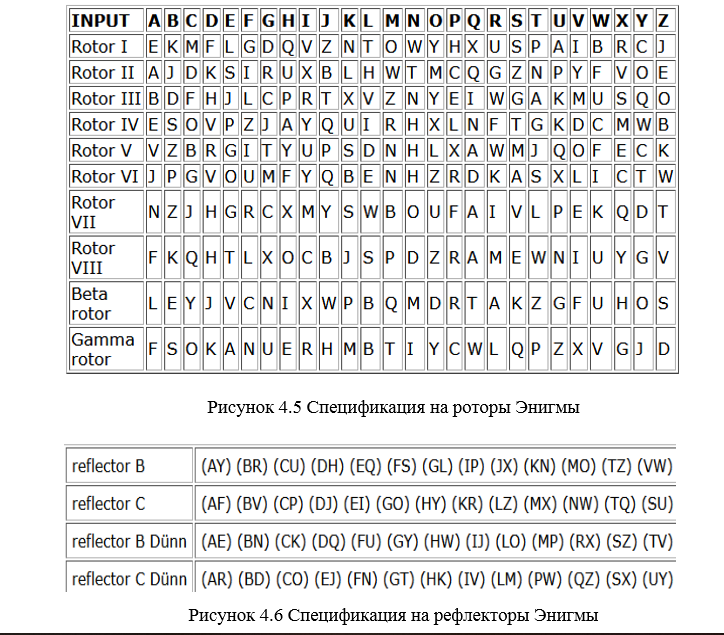 INPUT A B C D E F G H I J K L M N O P Q R S T U V W X Y Z
Rotor I E K M F L G D Q V Z N T O W Y H X U S P A I B R C J
Rotor II A J D K S I R U X B L H W T M C Q G Z N P Y F V O E
Rotor III B D F H J L C P R T X V Z N Y E I W G A K M U S Q O
Rotor IV E S O V P Z J A Y Q U I R H X L N F T G K D C M W B
Rotor V V Z B R G I T Y U P S D N H L X A W M J Q O F E C K
Rotor VI J P G V O U M F Y Q B E N H Z R D K A S X L I C T W
Rotor
VII N Z J H G R C X M Y S W B O U F A I V L P E K Q D T
Rotor
VIII F K Q H T L X O C B J S P D Z R A M E W N I U Y G V
Beta
rotor L E Y J V C N I X W P B Q M D R T A K Z G F U H O S
Gamma
rotor F S O K A N U E R H M B T I Y C W L Q P Z X V G J D
Рисунок 4.5 Спецификация на роторы Энигмы
reflector B (AY) (BR) (CU) (DH) (EQ) (FS) (GL) (IP) (JX) (KN) (MO) (TZ) (VW)
reflector C (AF) (BV) (CP) (DJ) (EI) (GO) (HY) (KR) (LZ) (MX) (NW) (TQ) (SU)
reflector B Dünn (AE) (BN) (CK) (DQ) (FU) (GY) (HW) (IJ) (LO) (MP) (RX) (SZ) (TV)
reflector C Dünn (AR) (BD) (CO) (EJ) (FN) (GT) (HK) (IV) (LM) (PW) (QZ) (SX) (UY)
Рисунок 4.6 Спецификация на рефлекторы Энигмы